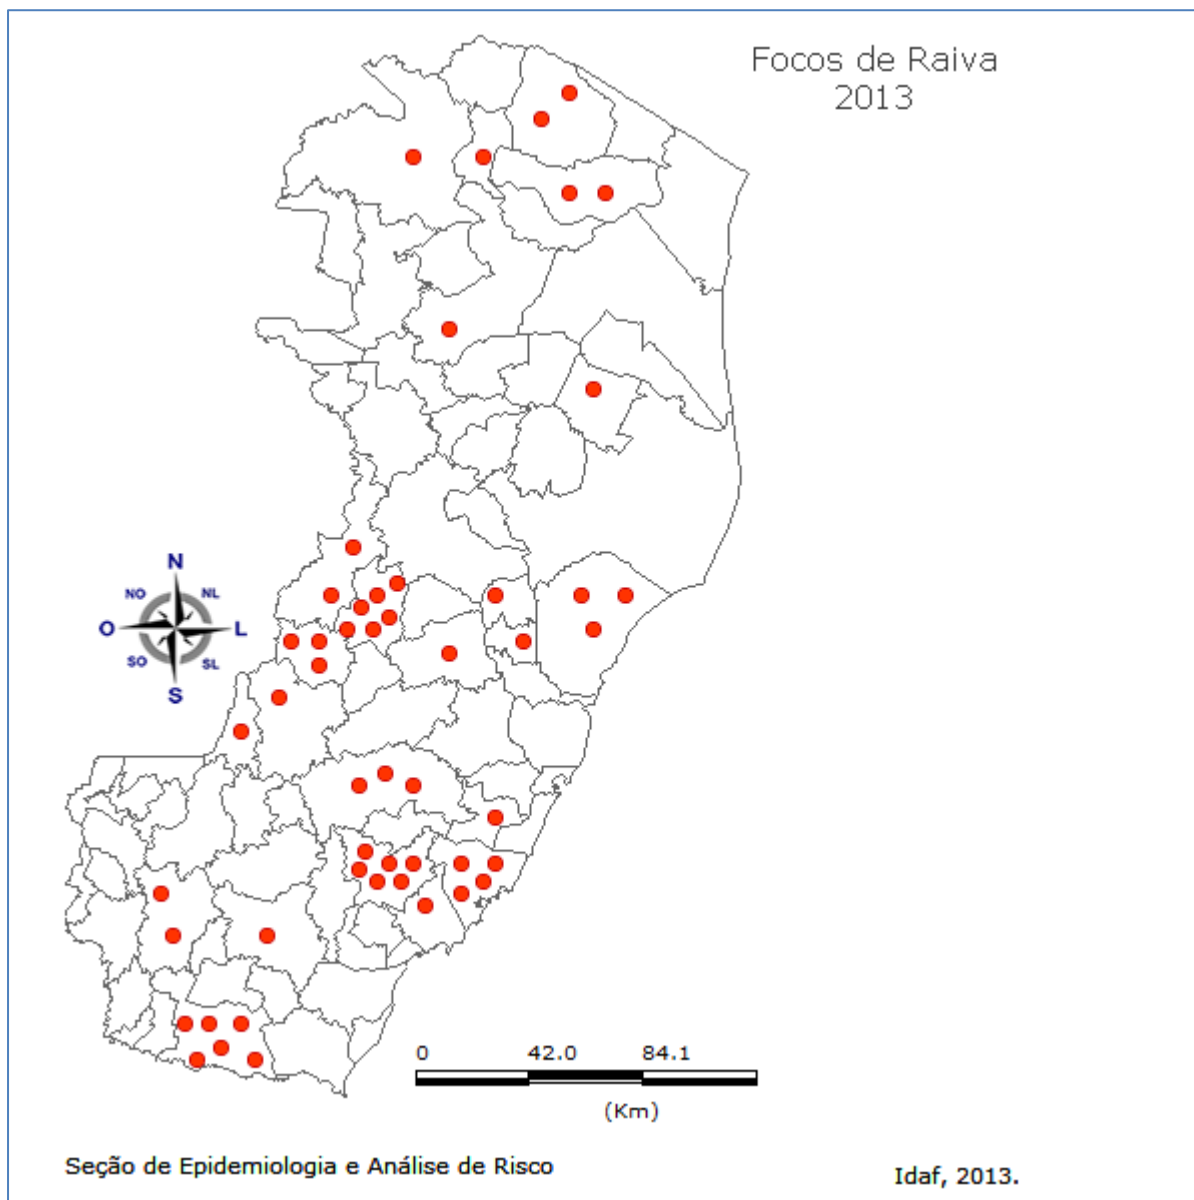 Focos de Raiva
2013
N
NO
NL
O
L
SO
SL
S
0 42.0 84.1
(Km)
Seção de Epidemiologia e Análise de Risco
Idaf, 2013.